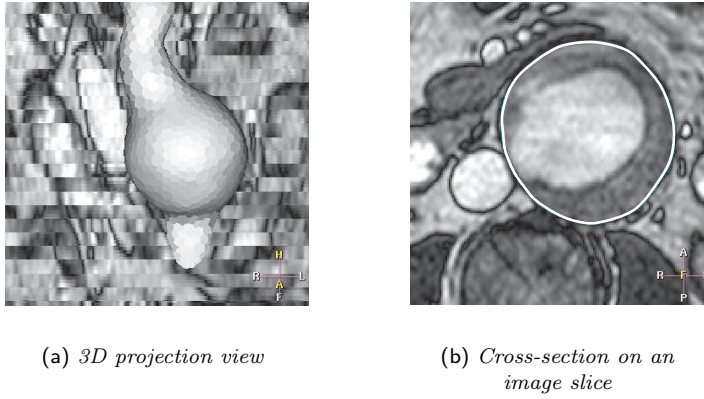 H
R L
A
F
A
R F
P
(a) 3D projection view
(b) Cross-section on an
image slice